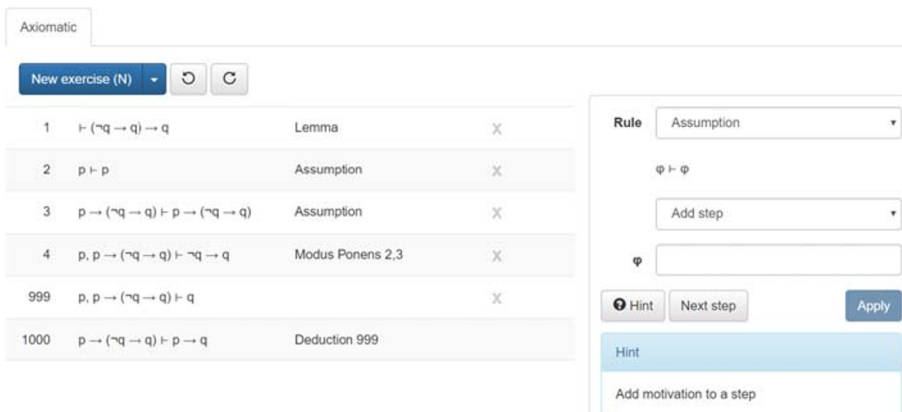 Axiomatic
New exercise (N)
1 ⊢ (¬q → q) → q Lemma X
2 p ⊢ p Assumption X
3 p → (¬q → q) ⊢ p → (¬q → q) Assumption X
4 p, p → (¬q → q) ⊢ ¬q → q Modus Ponens 2,3 X
999 p, p → (¬q → q) ⊢ q X
1000 p → (¬q → q) ⊢ p → q Deduction 999
Rule Assumption
φ ⊢ φ
Add step
φ
? Hint Next step Apply
Hint
Add motivation to a step